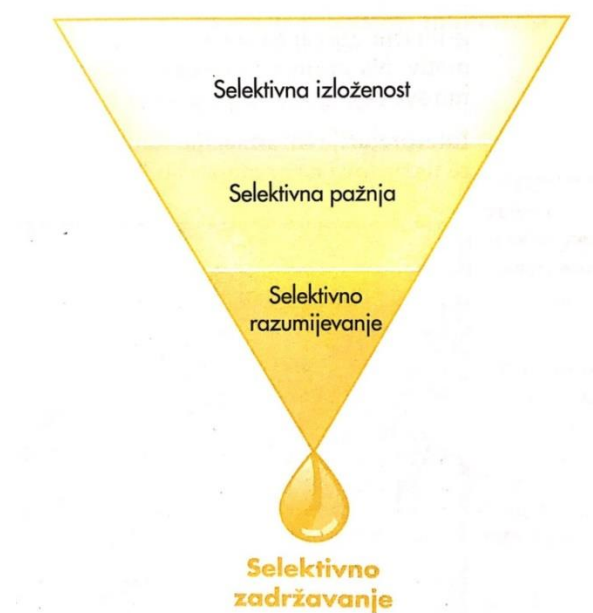 Selektivna izloženost
Selektivna pažnja
Selektivno
razumijevanje
Selektivno
zadržavanje